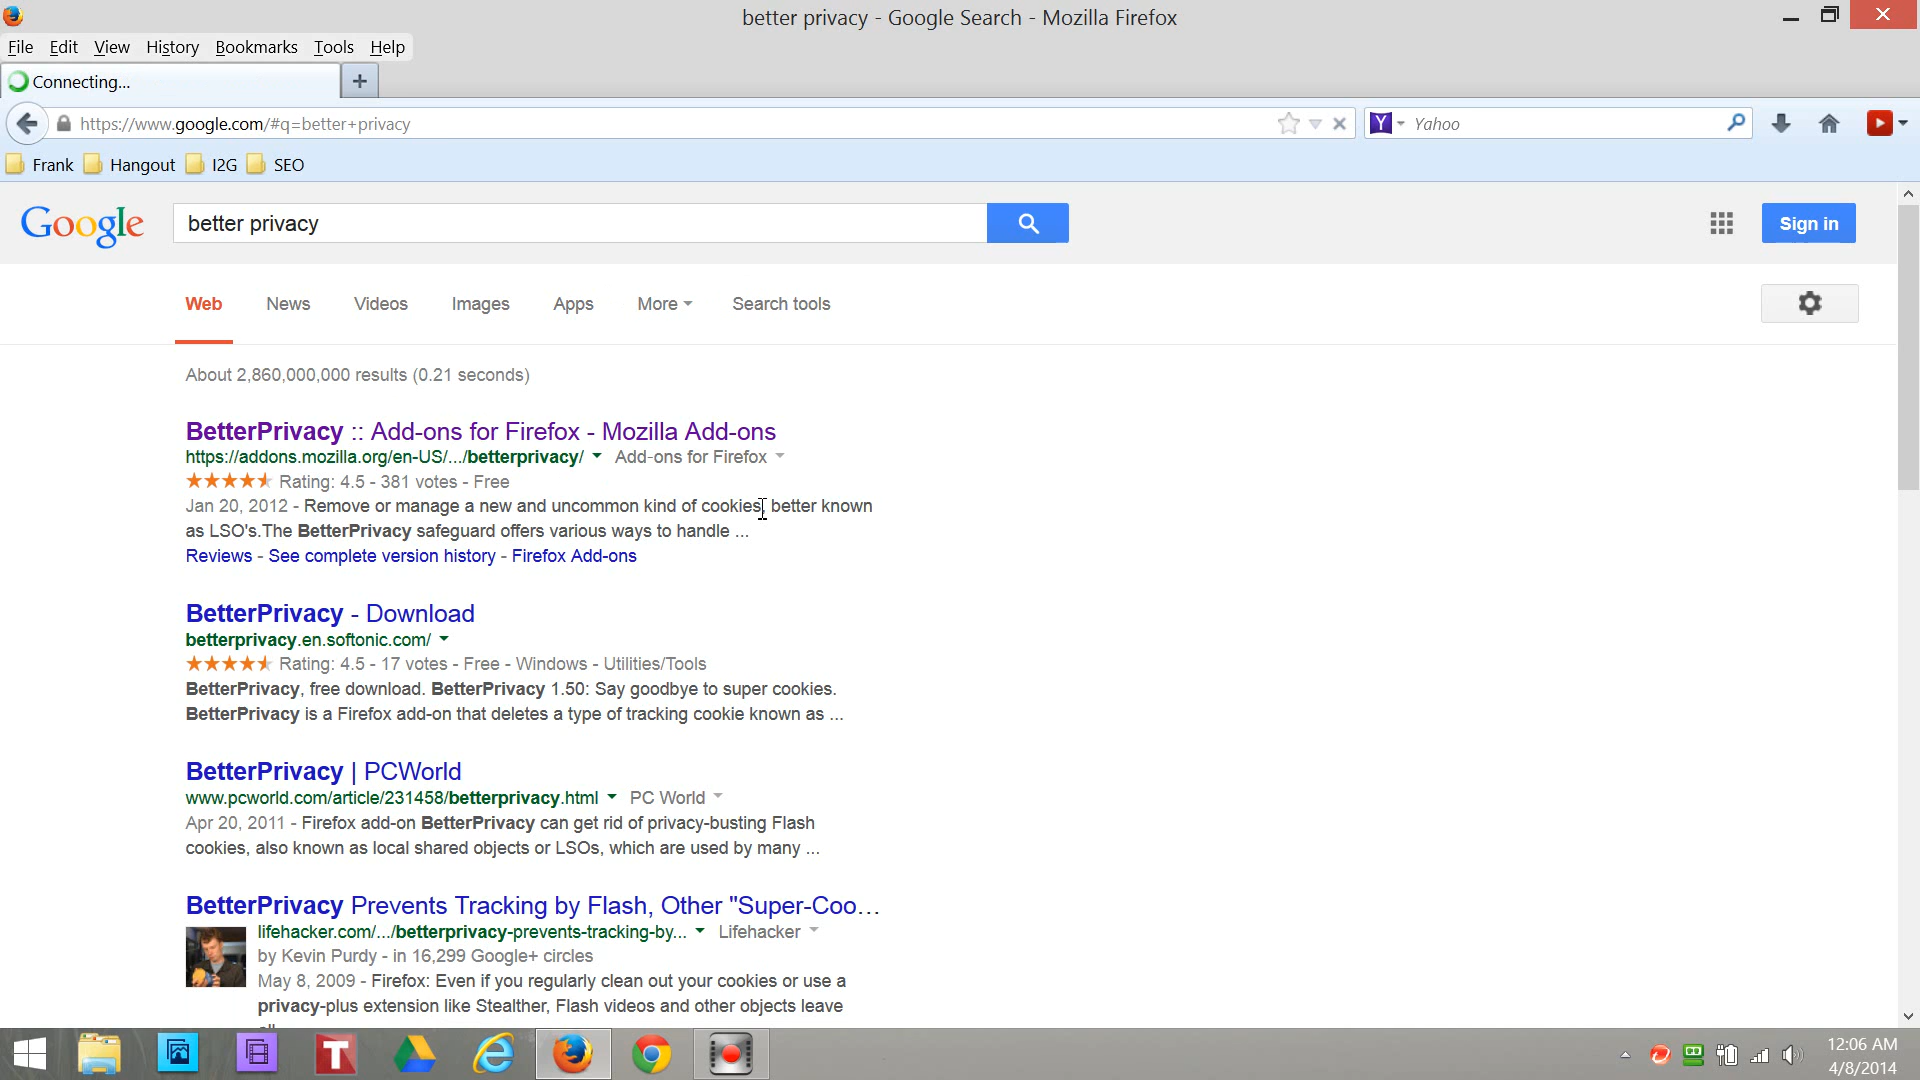 better privacy - Google Search - Mozilla Firefox
File Edit View History Bookmarks Tools Help
Connecting...
https://www.google.com/#q=better+privacy
Yahoo
Frank Hangout I2G SEO
Google
better privacy
Sign in
Web News Videos Images Apps More Search tools
About 2,860,000,000 results (0.21 seconds)
BetterPrivacy :: Add-ons for Firefox - Mozilla Add-ons
https://addons.mozilla.org/en-US/.../betterprivacy/ Add-ons for Firefox
Rating: 4.5 - 381 votes - Free
Jan 20, 2012 - Remove or manage a new and uncommon kind of cookies, better known
as LSO's.The BetterPrivacy safeguard offers various ways to handle ...
Reviews - See complete version history - Firefox Add-ons
BetterPrivacy - Download
betterprivacy.en.softonic.com/
Rating: 4.5 - 17 votes - Free - Windows - Utilities/Tools
BetterPrivacy, free download. BetterPrivacy 1.50: Say goodbye to super cookies.
BetterPrivacy is a Firefox add-on that deletes a type of tracking cookie known as ...
BetterPrivacy | PCWorld
www.pcworld.com/article/231458/betterprivacy.html PC World
Apr 20, 2011 - Firefox add-on BetterPrivacy can get rid of privacy-busting Flash
cookies, also known as local shared objects or LSOs, which are used by many ...
BetterPrivacy Prevents Tracking by Flash, Other "Super-Coo...
lifehacker.com/.../betterprivacy-prevents-tracking-by... Lifehacker
by Kevin Purdy - in 16,299 Google+ circles
May 8, 2009 - Firefox: Even if you regularly clean out your cookies or use a
privacy-plus extension like Stealther, Flash videos and other objects leave
12:06 AM
4/8/2014